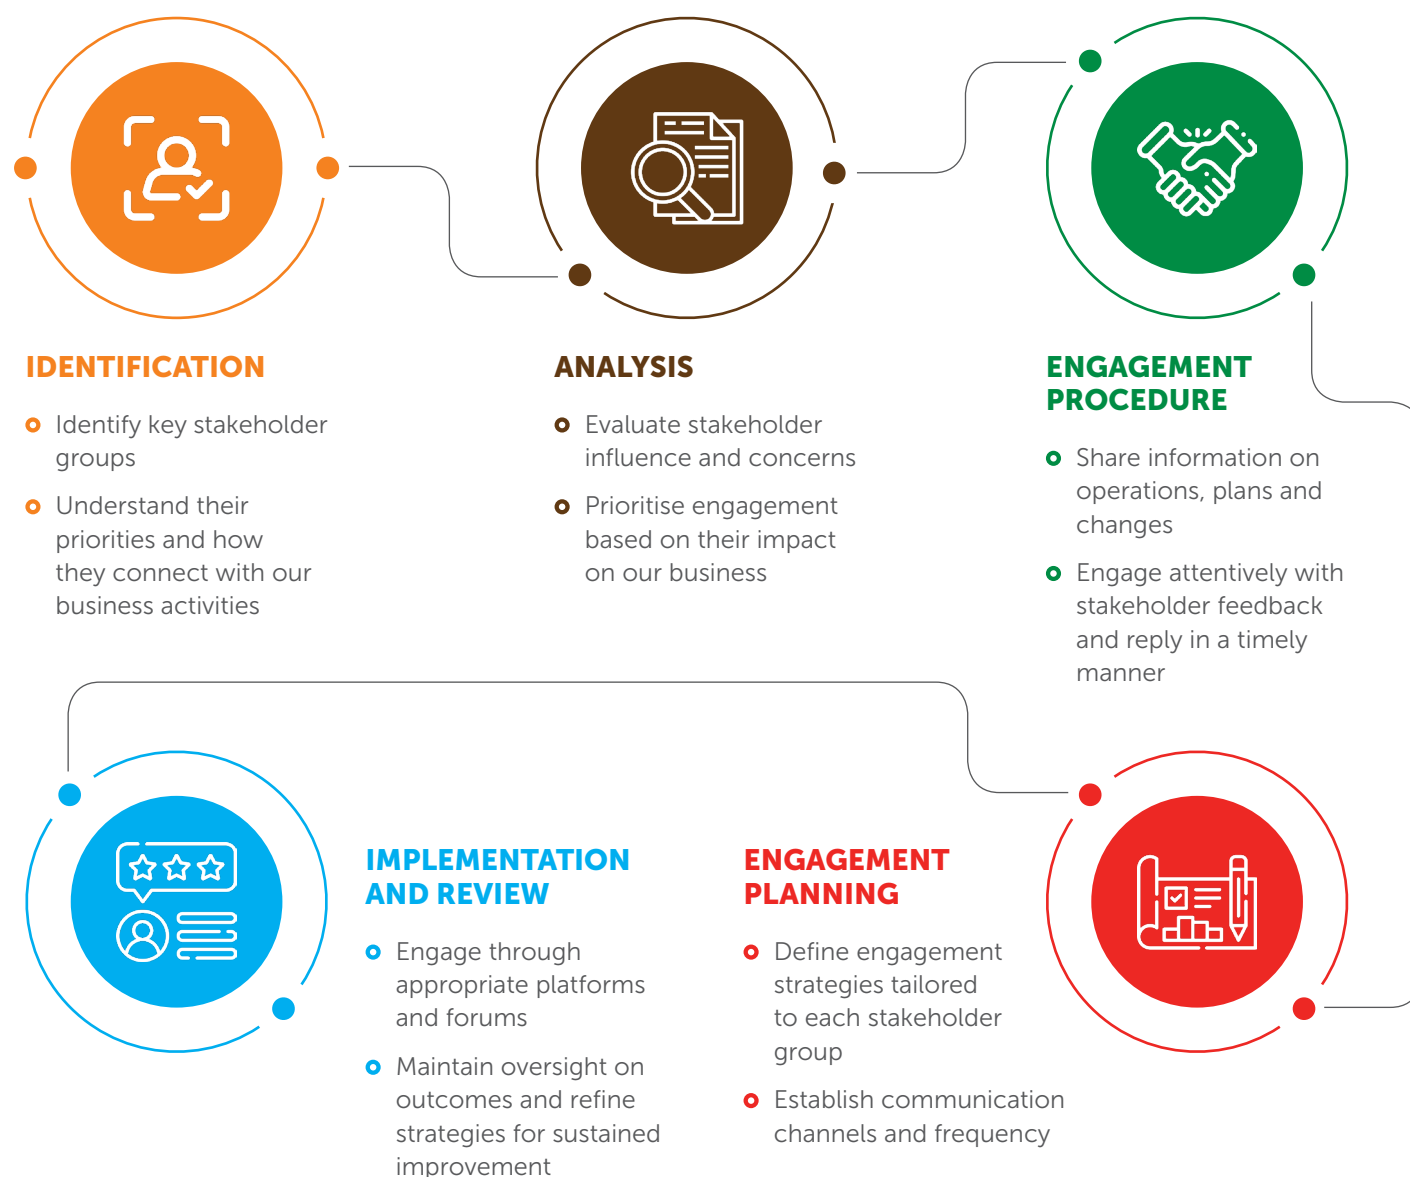 IDENTIFICATION
Identify key stakeholder
groups
Understand their
priorities and how
they connect with our
business activities
ANALYSIS
Evaluate stakeholder
influence and concerns
Prioritise engagement
based on their impact
on our business
ENGAGEMENT
PROCEDURE
Share information on
operations, plans and
changes
Engage attentively with
stakeholder feedback
and reply in a timely
manner
IMPLEMENTATION
AND REVIEW
Engage through
appropriate platforms
and forums
Maintain oversight on
outcomes and refine
strategies for sustained
improvement
ENGAGEMENT
PLANNING
Define engagement
strategies tailored
to each stakeholder
group
Establish communication
channels and frequency